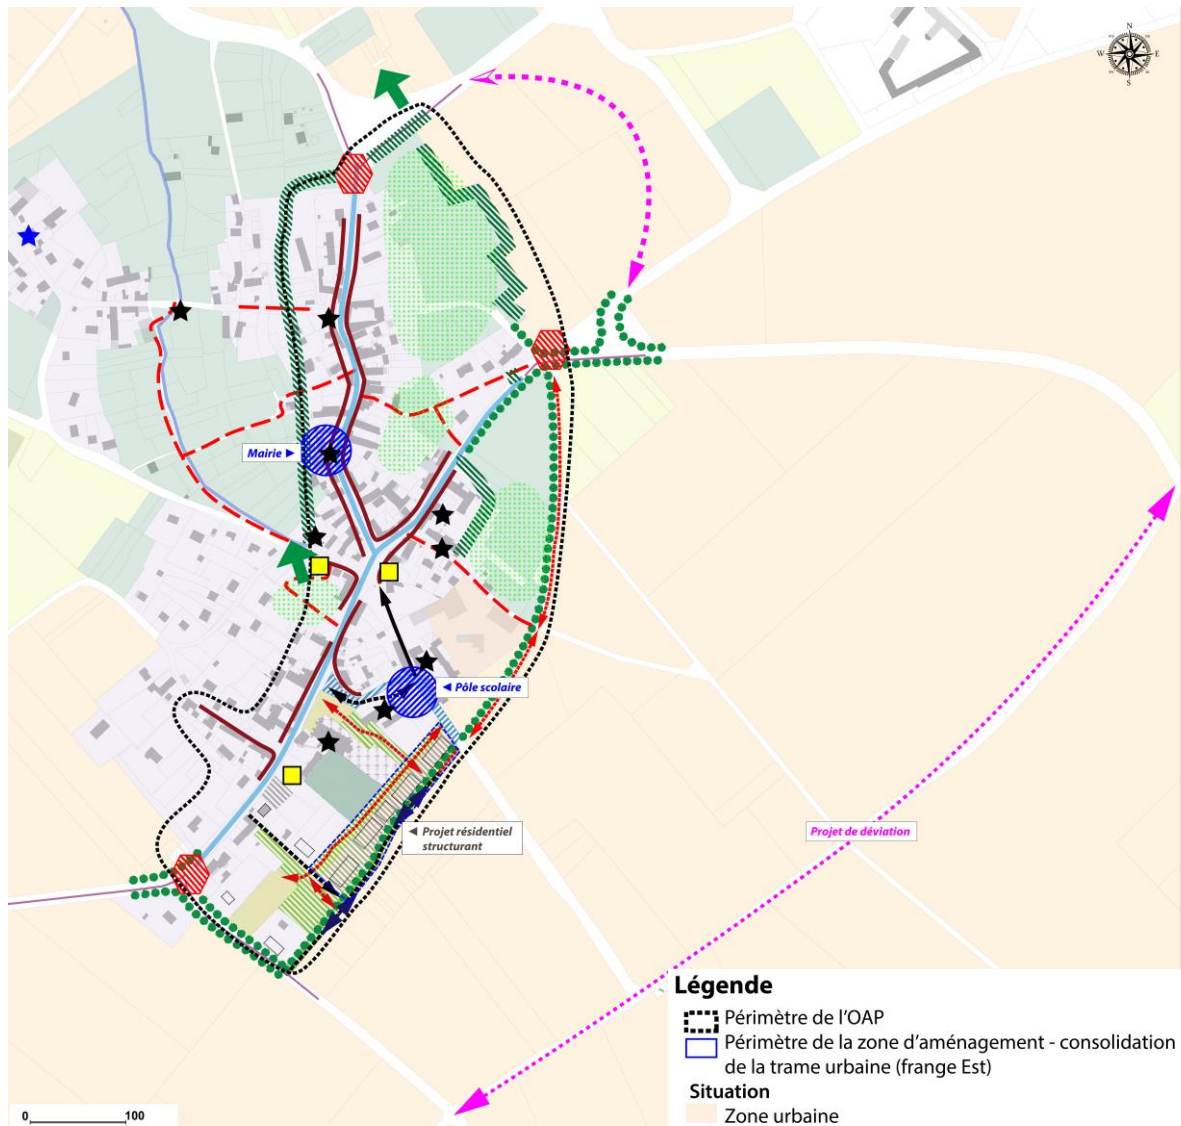 N
W
E
S
Mairie ◄
◄ Pôle scolaire
◄ Projet résidentiel
structurant
Projet de déviation
Légende
Périmètre de l'OAP
Périmètre de la zone d'aménagement - consolidation
de la trame urbaine (frange Est)
Situation
Zone urbaine
0
100